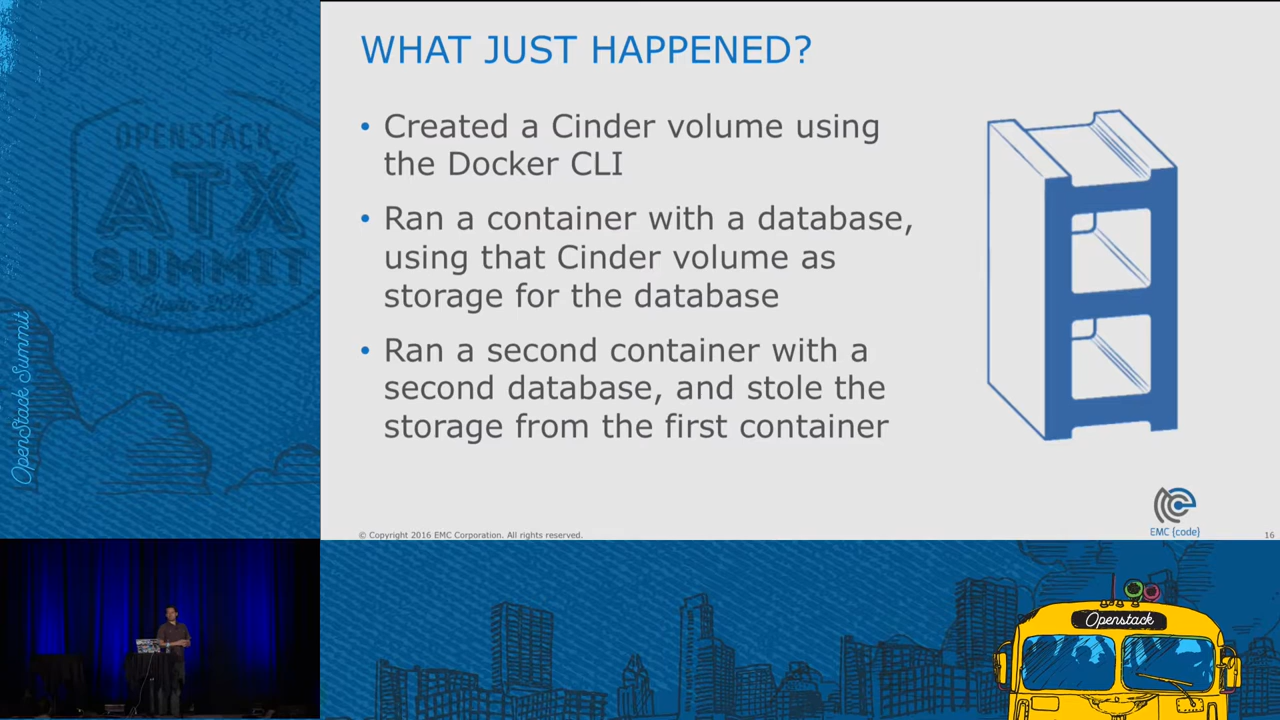 WHAT JUST HAPPENED?
• Created a Cinder volume using
the Docker CLI
• Ran a container with a database,
using that Cinder volume as
storage for the database
• Ran a second container with a
second database, and stole the
storage from the first container
© Copyright 2016 EMC Corporation. All rights reserved.
EMC {code}
16
OPENSTACK
ATX
SUMMIT
Austin 2016
OpenStack Summit
Openstack